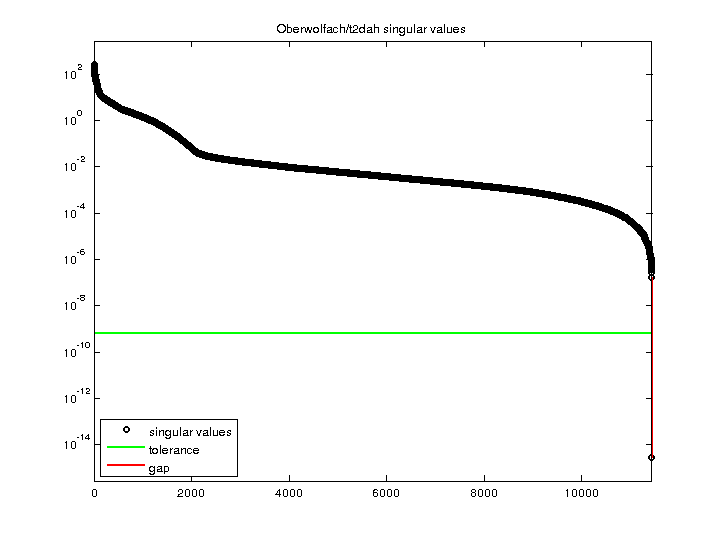 Oberwolfach/t2dah singular values
10^2
10^0
10^-2
10^-4
10^-6
10^-8
10^-10
10^-12
10^-14
singular values
tolerance
gap
0 2000 4000 6000 8000 10000